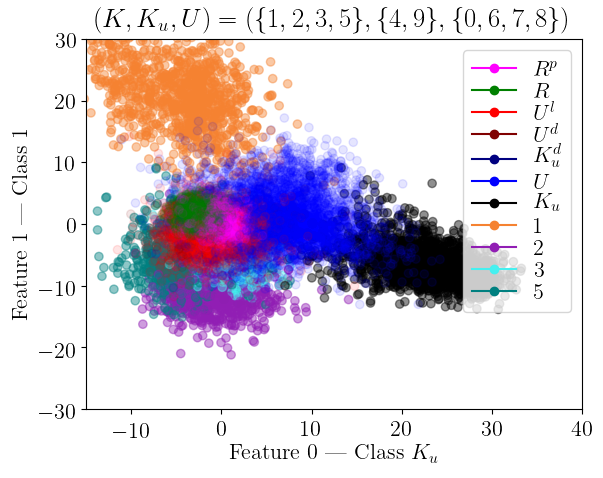 (K, K_u, U) = ({1, 2, 3, 5}, {4, 9}, {0, 6, 7, 8})
30
20
10
0
−10
−20
−30
Feature 1 — Class 1
R^p
R
U^l
U^d
K_u^d
U
K_u
1
2
3
5
−10
0
10
20
30
40
Feature 0 — Class K_u